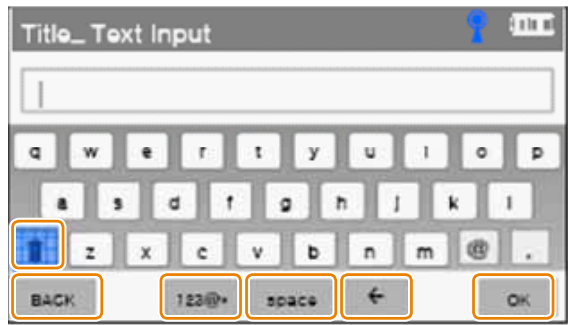 Title_ Text Input
q w e r t y u i o p
a s d f g h j k l
z x c v b n m @ .
BACK 123@* space ← OK